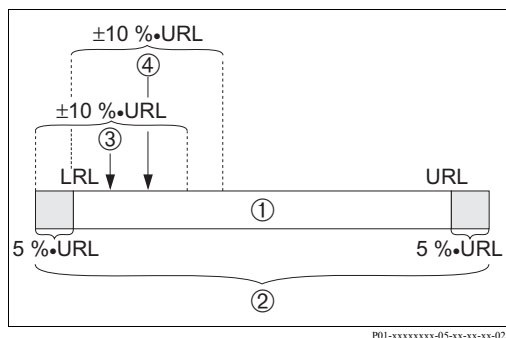 ±10 %•URL
④
±10 %•URL
③
LRL URL
①
5 %•URL 5 %•URL
②
P01-xxxxxxxx-05-xx-xx-xx-02